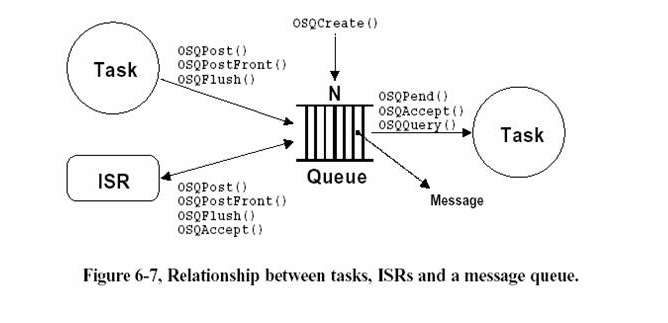 OSQCreate()
Task
OSQPost()
OSQPostFront()
OSQFlush()
N
OSQPend()
OSQAccept()
OSQQuery()
Task
Queue
ISR
OSQPost()
OSQPostFront()
OSQFlush()
OSQAccept()
Message
Figure 6-7, Relationship between tasks, ISRs and a message queue.